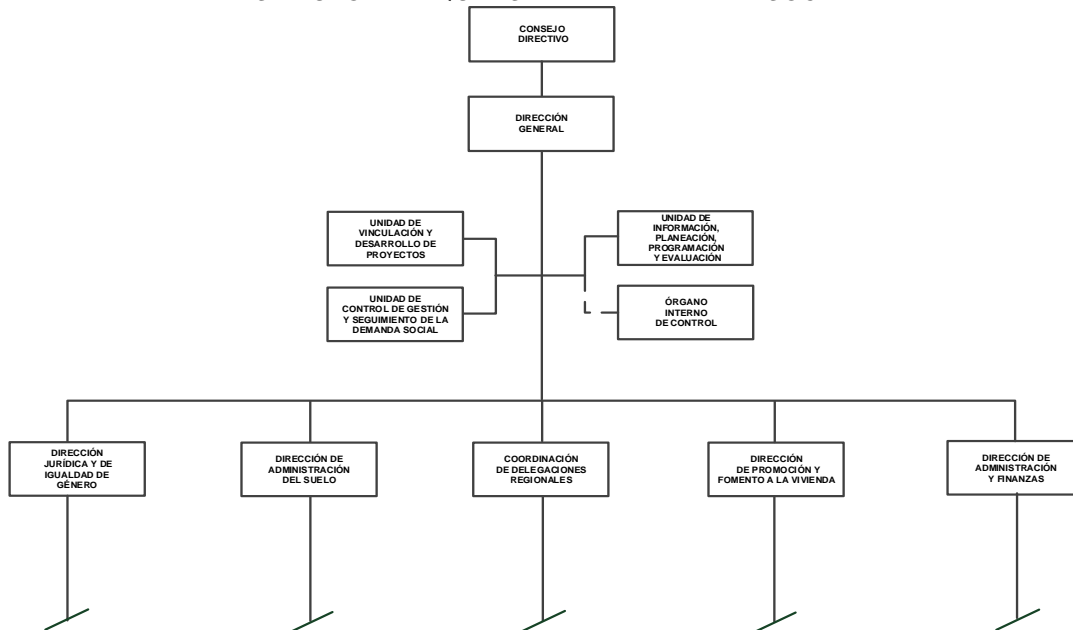 CONSEJO
DIRECTIVO
DIRECCIÓN
GENERAL
UNIDAD DE
VINCULACIÓN Y
DESARROLLO DE
PROYECTOS
UNIDAD DE
INFORMACIÓN,
PLANEACIÓN,
PROGRAMACIÓN
Y EVALUACIÓN
UNIDAD DE
CONTROL DE GESTIÓN
Y SEGUIMIENTO DE LA
DEMANDA SOCIAL
ÓRGANO
INTERNO
DE CONTROL
DIRECCIÓN
JURÍDICA Y DE
IGUALDAD DE
GÉNERO
DIRECCIÓN DE
ADMINISTRACIÓN
DEL SUELO
COORDINACIÓN
DE DELEGACIONES
REGIONALES
DIRECCIÓN
DE PROMOCIÓN Y
FOMENTO A LA VIVIENDA
DIRECCIÓN DE
ADMINISTRACIÓN
Y FINANZAS